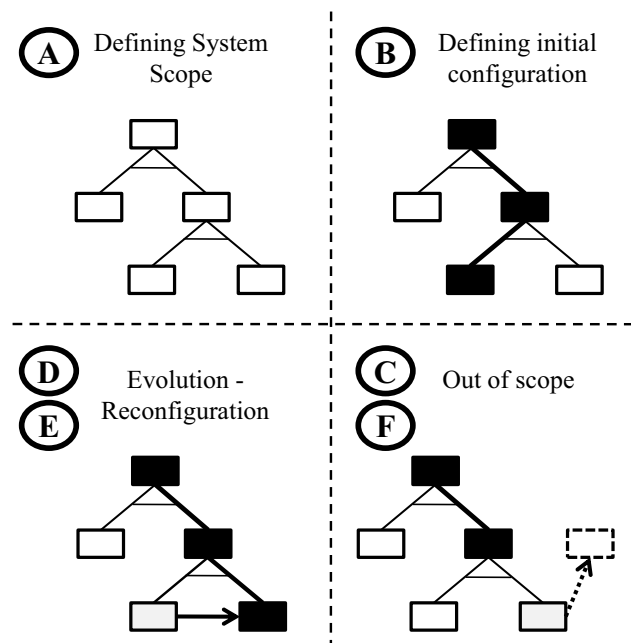 A
Defining System
Scope
B
Defining initial
configuration
D
E
Evolution -
Reconfiguration
C
F
Out of scope